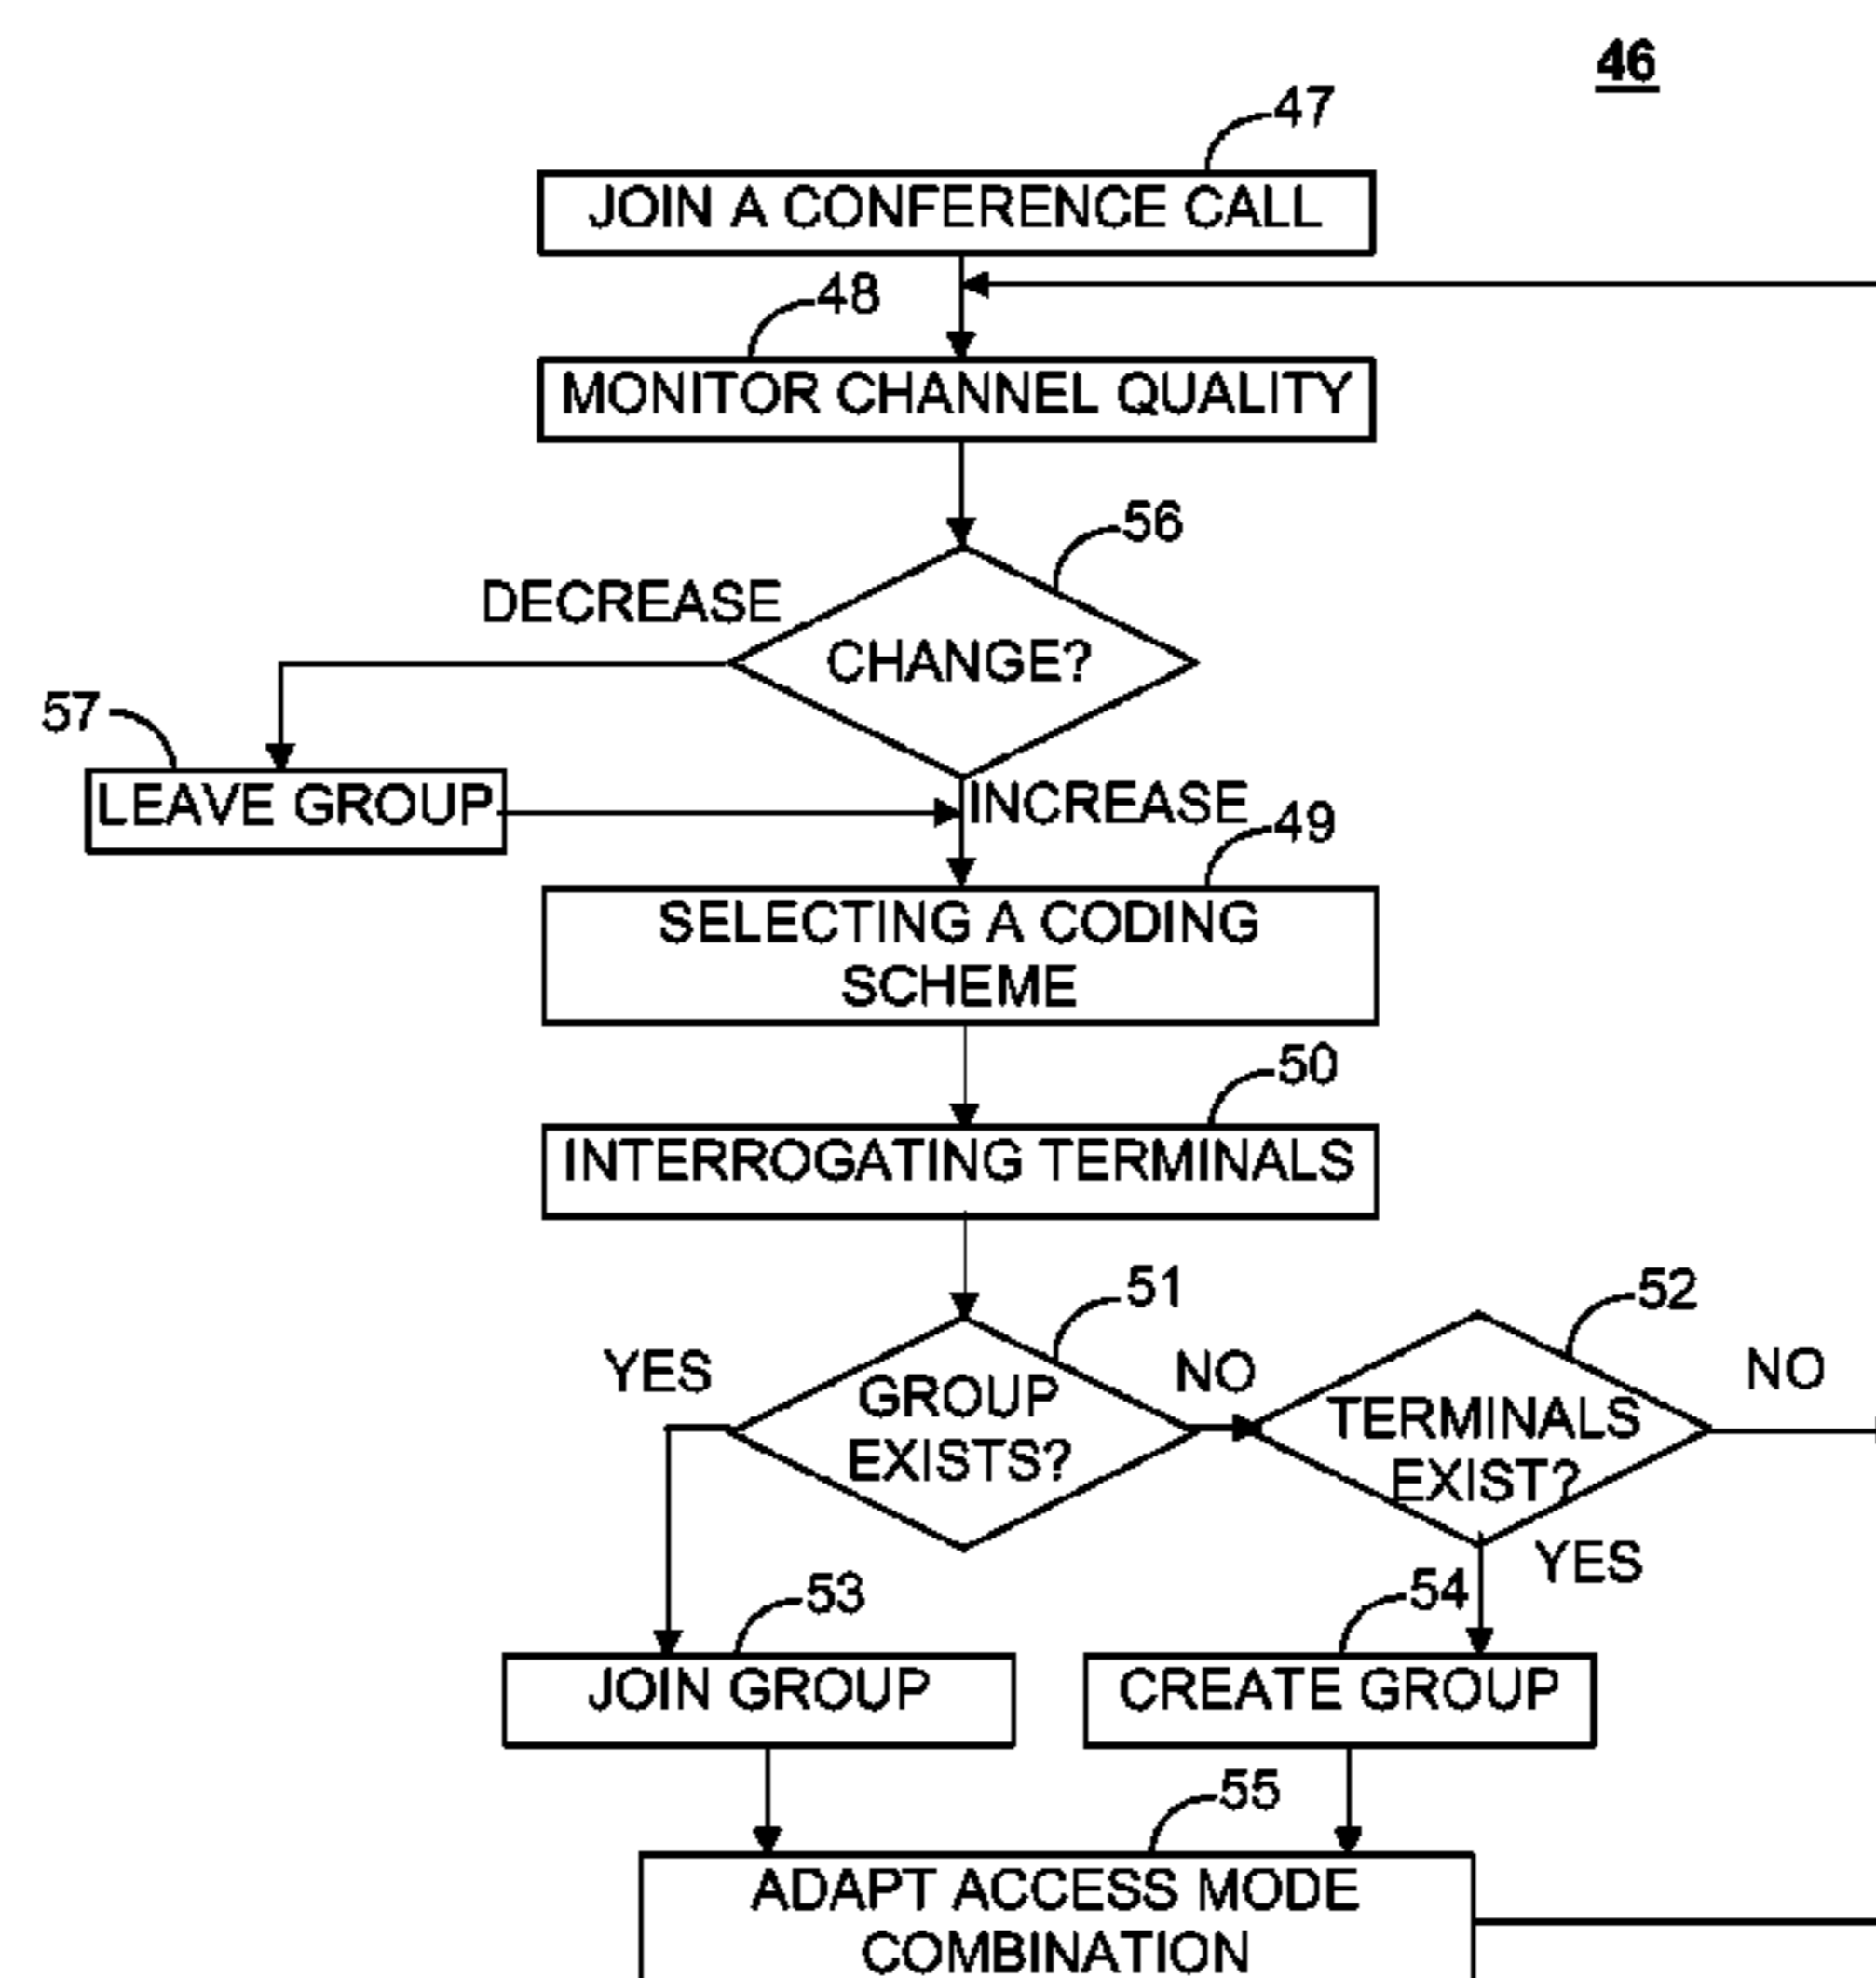 46
47
JOIN A CONFERENCE CALL
48
MONITOR CHANNEL QUALITY
56
DECREASE
CHANGE?
57
LEAVE GROUP
INCREASE
49
SELECTING A CODING
SCHEME
50
INTERROGATING TERMINALS
51
52
YES
GROUP
EXISTS?
NO
TERMINALS
EXIST?
NO
YES
53
54
JOIN GROUP
CREATE GROUP
55
ADAPT ACCESS MODE
COMBINATION